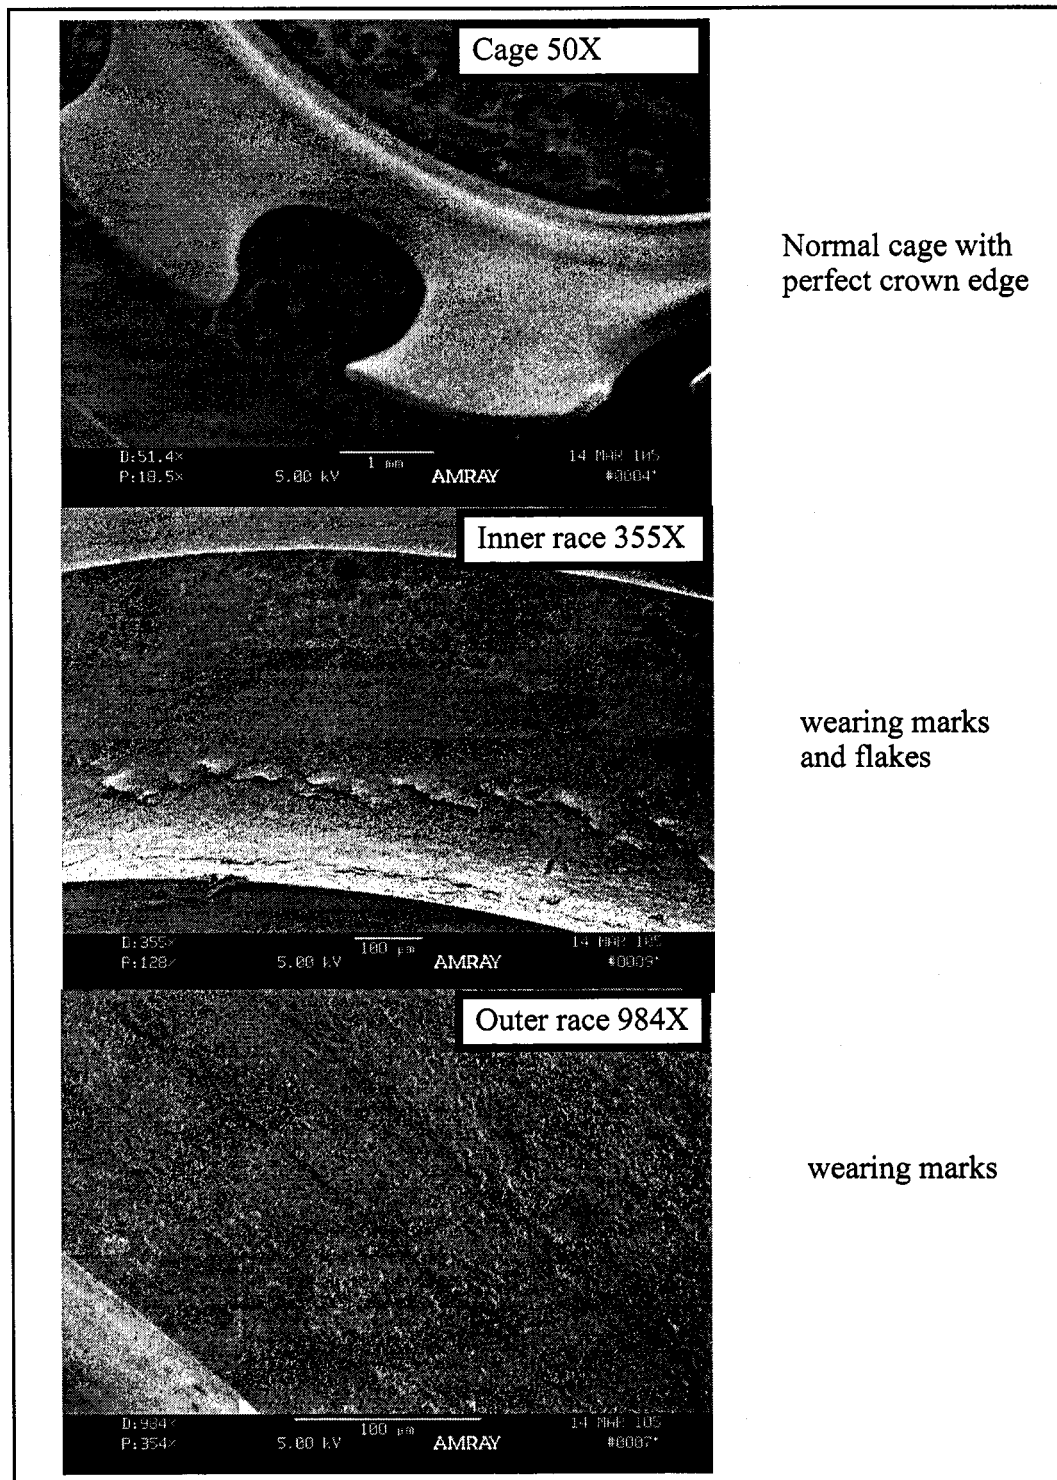 Cage 50X
Normal cage with
perfect crown edge
D:51.4×
P:18.5×
5.00 kV
1 mm
AMRAY
14 MAR 105
#0004*
Inner race 355X
wearing marks
and flakes
D:355×
P:128×
5.00 kV
100 µm
AMRAY
14 MAR 105
#0009*
Outer race 984X
wearing marks
D:984×
P:354×
5.00 kV
100 µm
AMRAY
14 MAR 105
#0007*